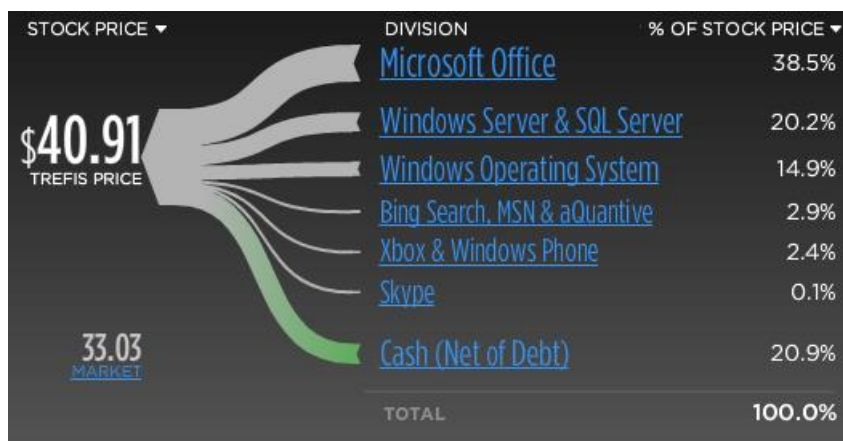 STOCK PRICE ▾ DIVISION % OF STOCK PRICE ▾
Microsoft Office 38.5%
Windows Server & SQL Server 20.2%
$40.91
TREFIS PRICE
Windows Operating System 14.9%
Bing Search, MSN & aQuantive 2.9%
Xbox & Windows Phone 2.4%
Skype 0.1%
33.03
MARKET
Cash (Net of Debt) 20.9%
TOTAL 100.0%